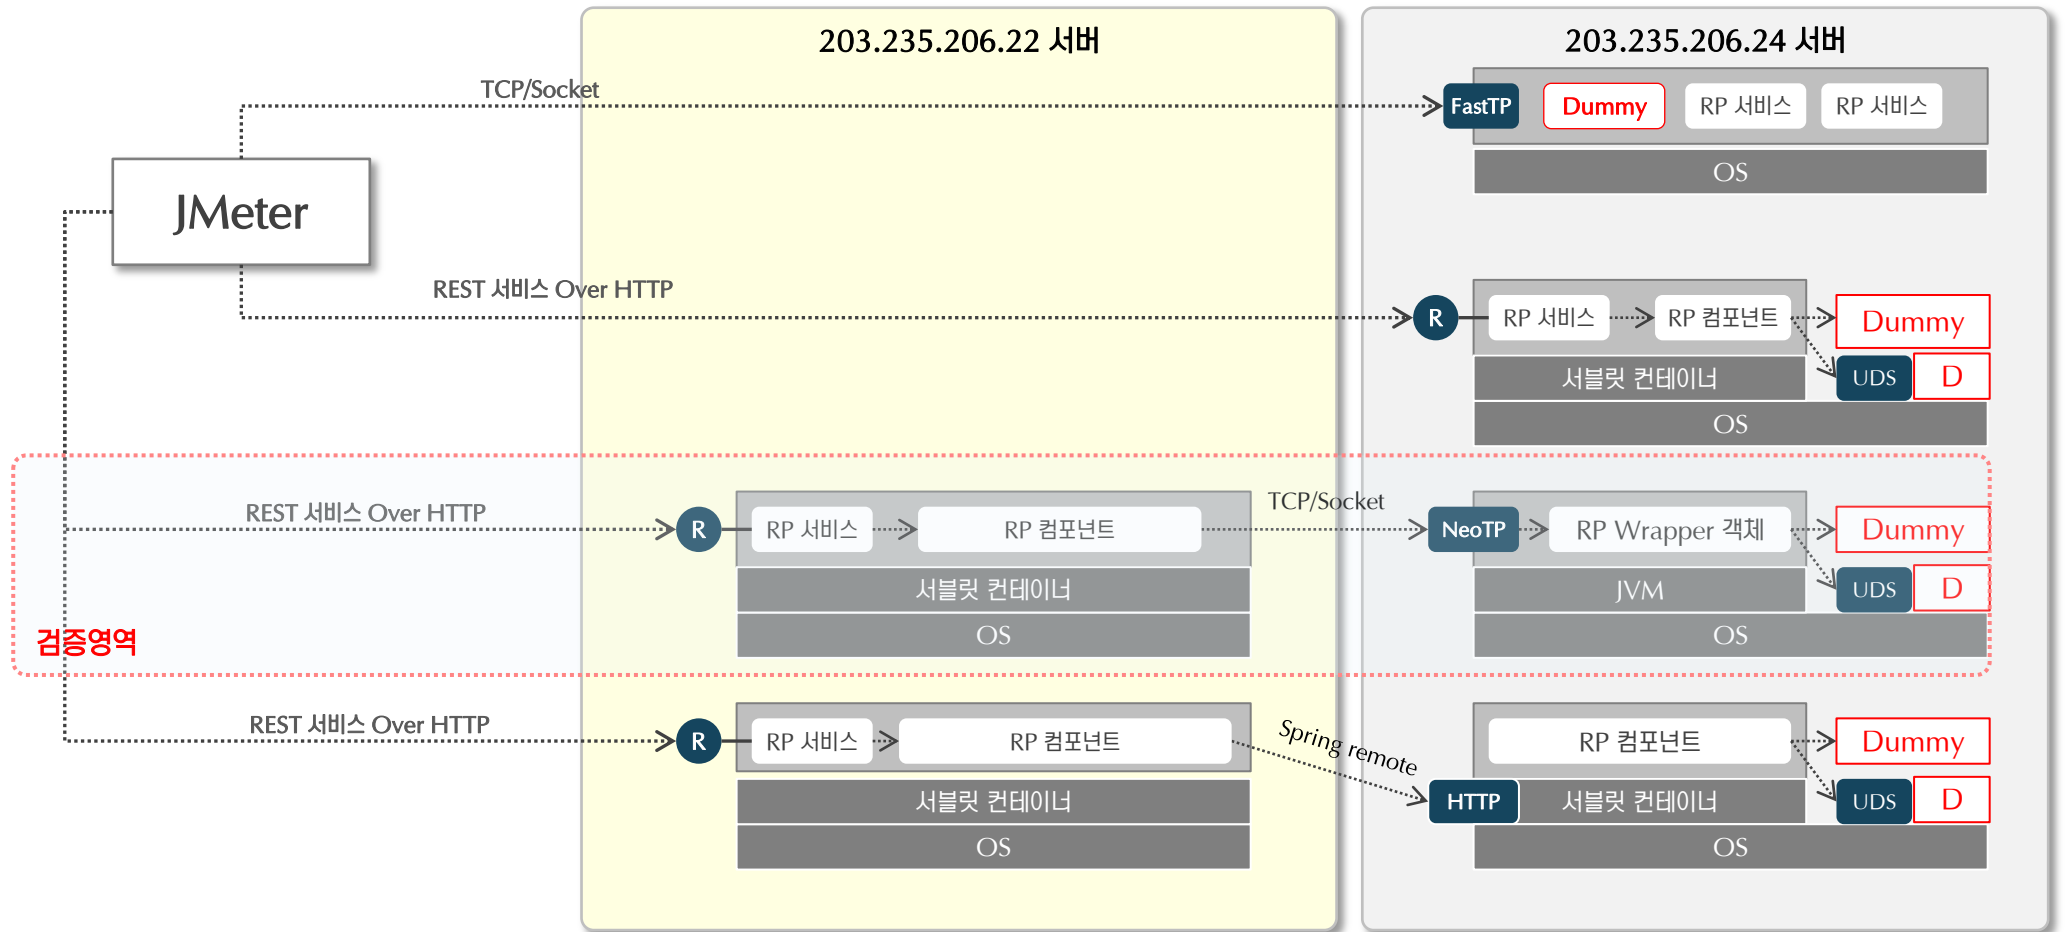 203.235.206.22 서버
203.235.206.24 서버
TCP/Socket
FastTP
Dummy
RP 서비스
RP 서비스
OS
JMeter
REST 서비스 Over HTTP
R
RP 서비스
RP 컴포넌트
Dummy
서블릿 컨테이너
UDS
D
OS
REST 서비스 Over HTTP
R
RP 서비스
RP 컴포넌트
TCP/Socket
NeoTP
RP Wrapper 객체
Dummy
서블릿 컨테이너
JVM
UDS
D
검증영역
OS
OS
REST 서비스 Over HTTP
R
RP 서비스
RP 컴포넌트
Spring remote
RP 컴포넌트
Dummy
서블릿 컨테이너
HTTP
서블릿 컨테이너
UDS
D
OS
OS